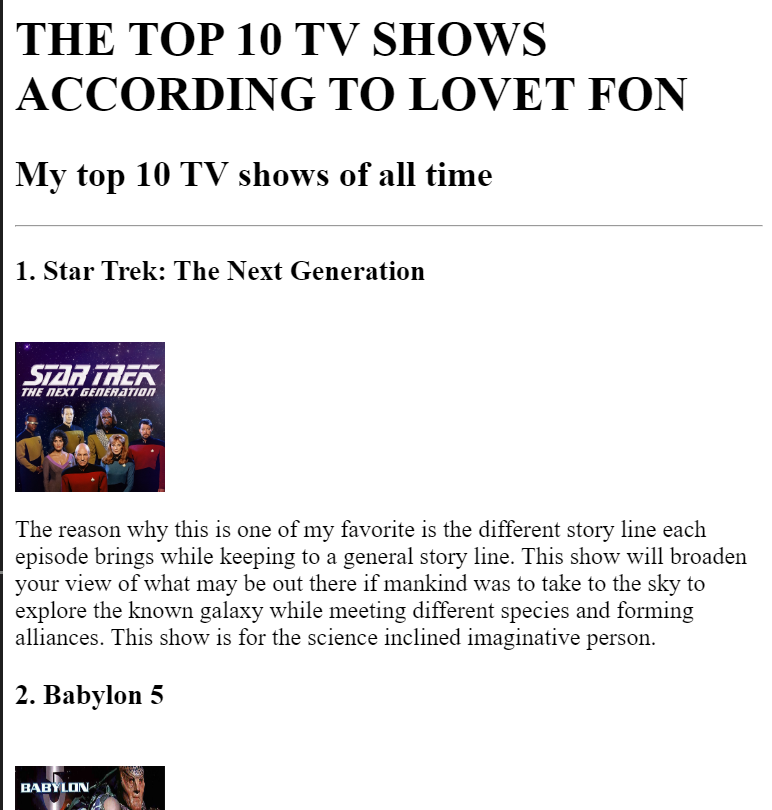 THE TOP 10 TV SHOWS
ACCORDING TO LOVET FON
My top 10 TV shows of all time
1. Star Trek: The Next Generation
STAR TREK
THE NEXT GENERATION
The reason why this is one of my favorite is the different story line each
episode brings while keeping to a general story line. This show will broaden
your view of what may be out there if mankind was to take to the sky to
explore the known galaxy while meeting different species and forming
alliances. This show is for the science inclined imaginative person.
2. Babylon 5
BABYLON
5